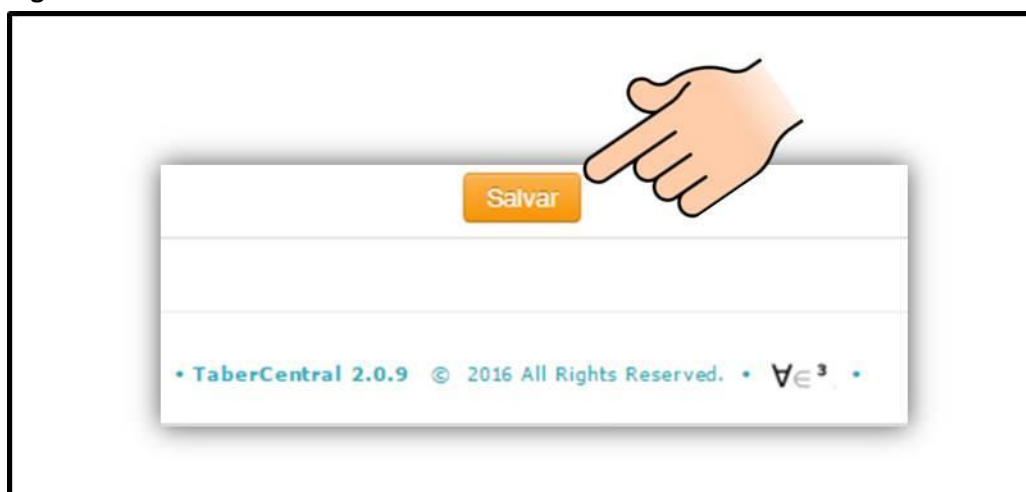 Salvar
• TaberCentral 2.0.9 © 2016 All Rights Reserved. • ∀∈³ •